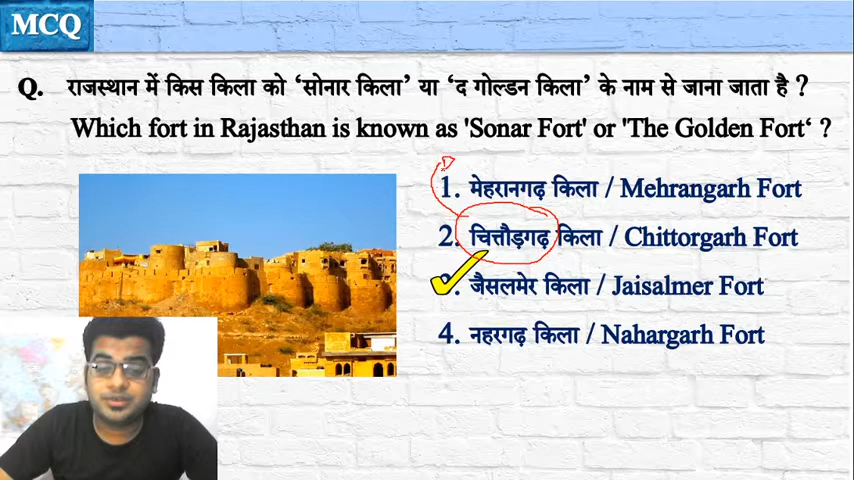 MCQ
Q. राजस्थान में किस किला को ‘सोनार किला’ या ‘द गोल्डन किला’ के नाम से जाना जाता है ?
Which fort in Rajasthan is known as 'Sonar Fort' or 'The Golden Fort‘ ?
1. मेहरानगढ़ किला / Mehrangarh Fort
2. चित्तौड़गढ़ किला / Chittorgarh Fort
3. जैसलमेर किला / Jaisalmer Fort
4. नहरगढ़ किला / Nahargarh Fort